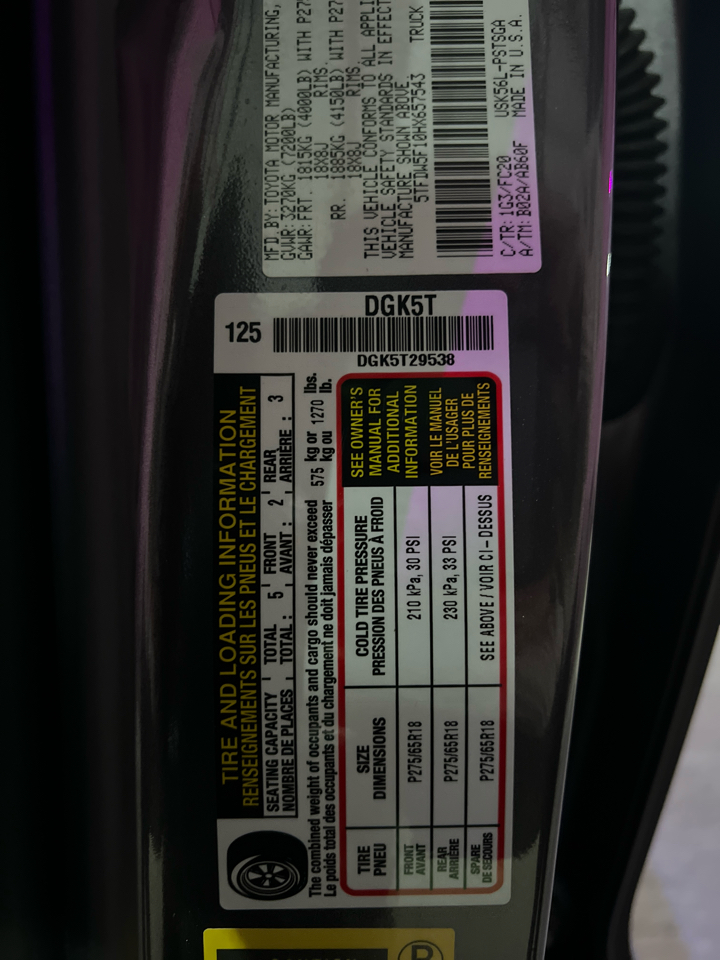 MFD. BY: TOYOTA MOTOR MANUFACTURING,
GVWR: 3270KG (7200LB)
GAWR: FRT. 1815KG (4000LB) WITH P27
18X8J RIMS.
RR. 1885KG (4150LB) WITH P27
18X8J RIMS.
THIS VEHICLE CONFORMS TO ALL APPLI
VEHICLE SAFETY STANDARDS IN EFFECT
MANUFACTURE SHOWN ABOVE.
5TFDW5F10HX657543 TRUCK
C/TR: 1G3/FC20 USK56L-PSTSGA
A/TM: B02A/AB60F MADE IN U.S.A.
125 DGK5T
DGK5T29538
TIRE AND LOADING INFORMATION
RENSEIGNEMENTS SUR LES PNEUS ET LE CHARGEMENT
SEATING CAPACITY TOTAL 5 FRONT 2 REAR 3
NOMBRE DE PLACES TOTAL : AVANT : ARRIÈRE :
The combined weight of occupants and cargo should never exceed 575 kg or 1270 lbs.
Le poids total des occupants et du chargement ne doit jamais dépasser kg ou lb.
TIRE SIZE COLD TIRE PRESSURE
PNEU DIMENSIONS PRESSION DES PNEUS À FROID
FRONT
AVANT P275/65R18 210 kPa, 30 PSI
REAR
ARRIÈRE P275/65R18 230 kPa, 33 PSI
SPARE
DE SECOURS P275/65R18 SEE ABOVE / VOIR CI-DESSUS
SEE OWNER'S
MANUAL FOR
ADDITIONAL
INFORMATION
VOIR LE MANUEL
DE L'USAGER
POUR PLUS DE
RENSEIGNEMENTS